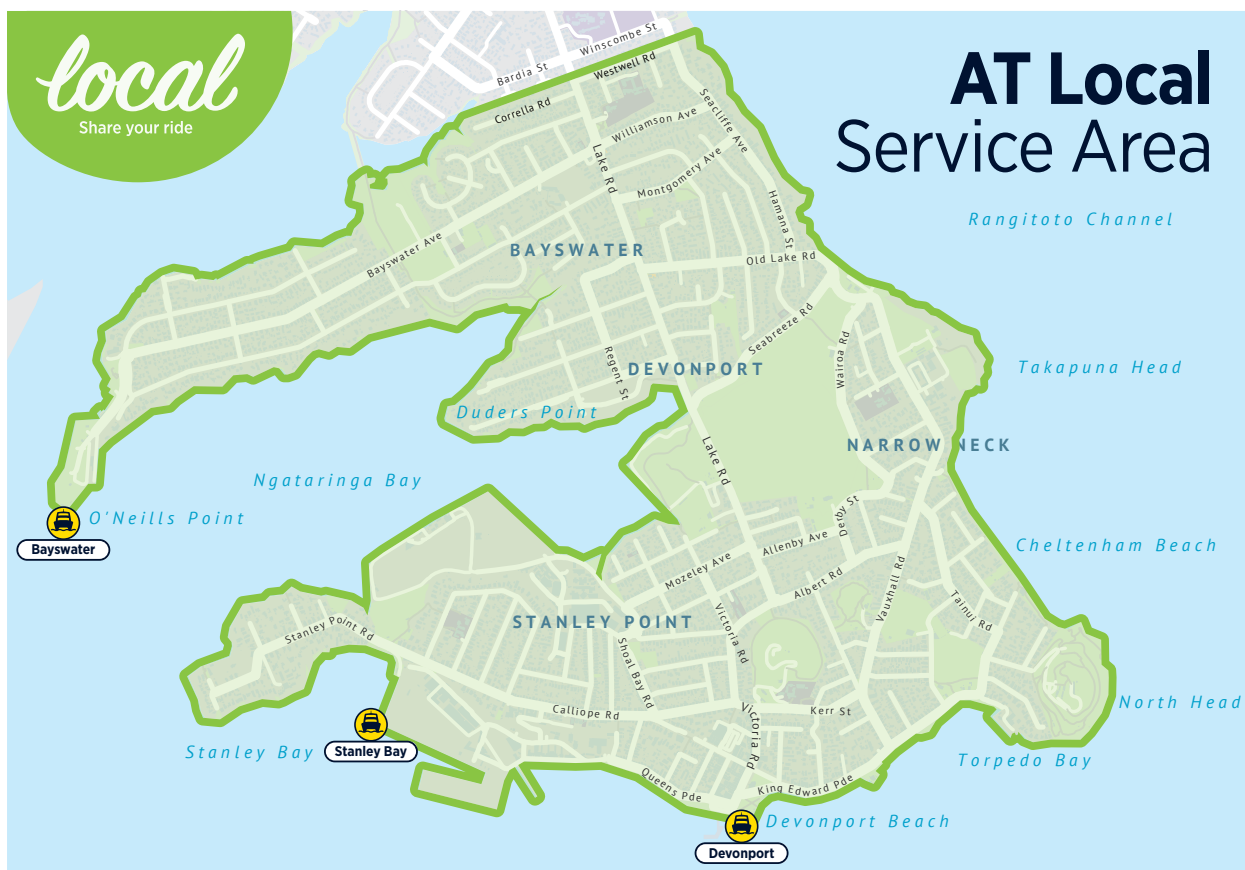 local
Share your ride
AT Local
Service Area
Winscombe St
Bardia St
Westwell Rd
Corrella Rd
Seacliffe Ave
Williamson Ave
Lake Rd
Montgomery Ave
Hamana St
Rangitoto Channel
Bayswater Ave
BAYSWATER
Old Lake Rd
Seabreeze Rd
Wairoa Rd
Regent St
DEVONPORT
Takapuna Head
Duders Point
NARROW NECK
Lake Rd
Ngataringa Bay
O'Neills Point
Bayswater
Derby St
Allenby Ave
Cheltenham Beach
Mozeley Ave
Albert Rd
Vauxhall Rd
Tainui Rd
Stanley Point Rd
STANLEY POINT
Victoria Rd
Shoal Bay Rd
North Head
Calliope Rd
Kerr St
Victoria Rd
Stanley Bay
Stanley Bay
Torpedo Bay
Queens Pde
King Edward Pde
Devonport Beach
Devonport